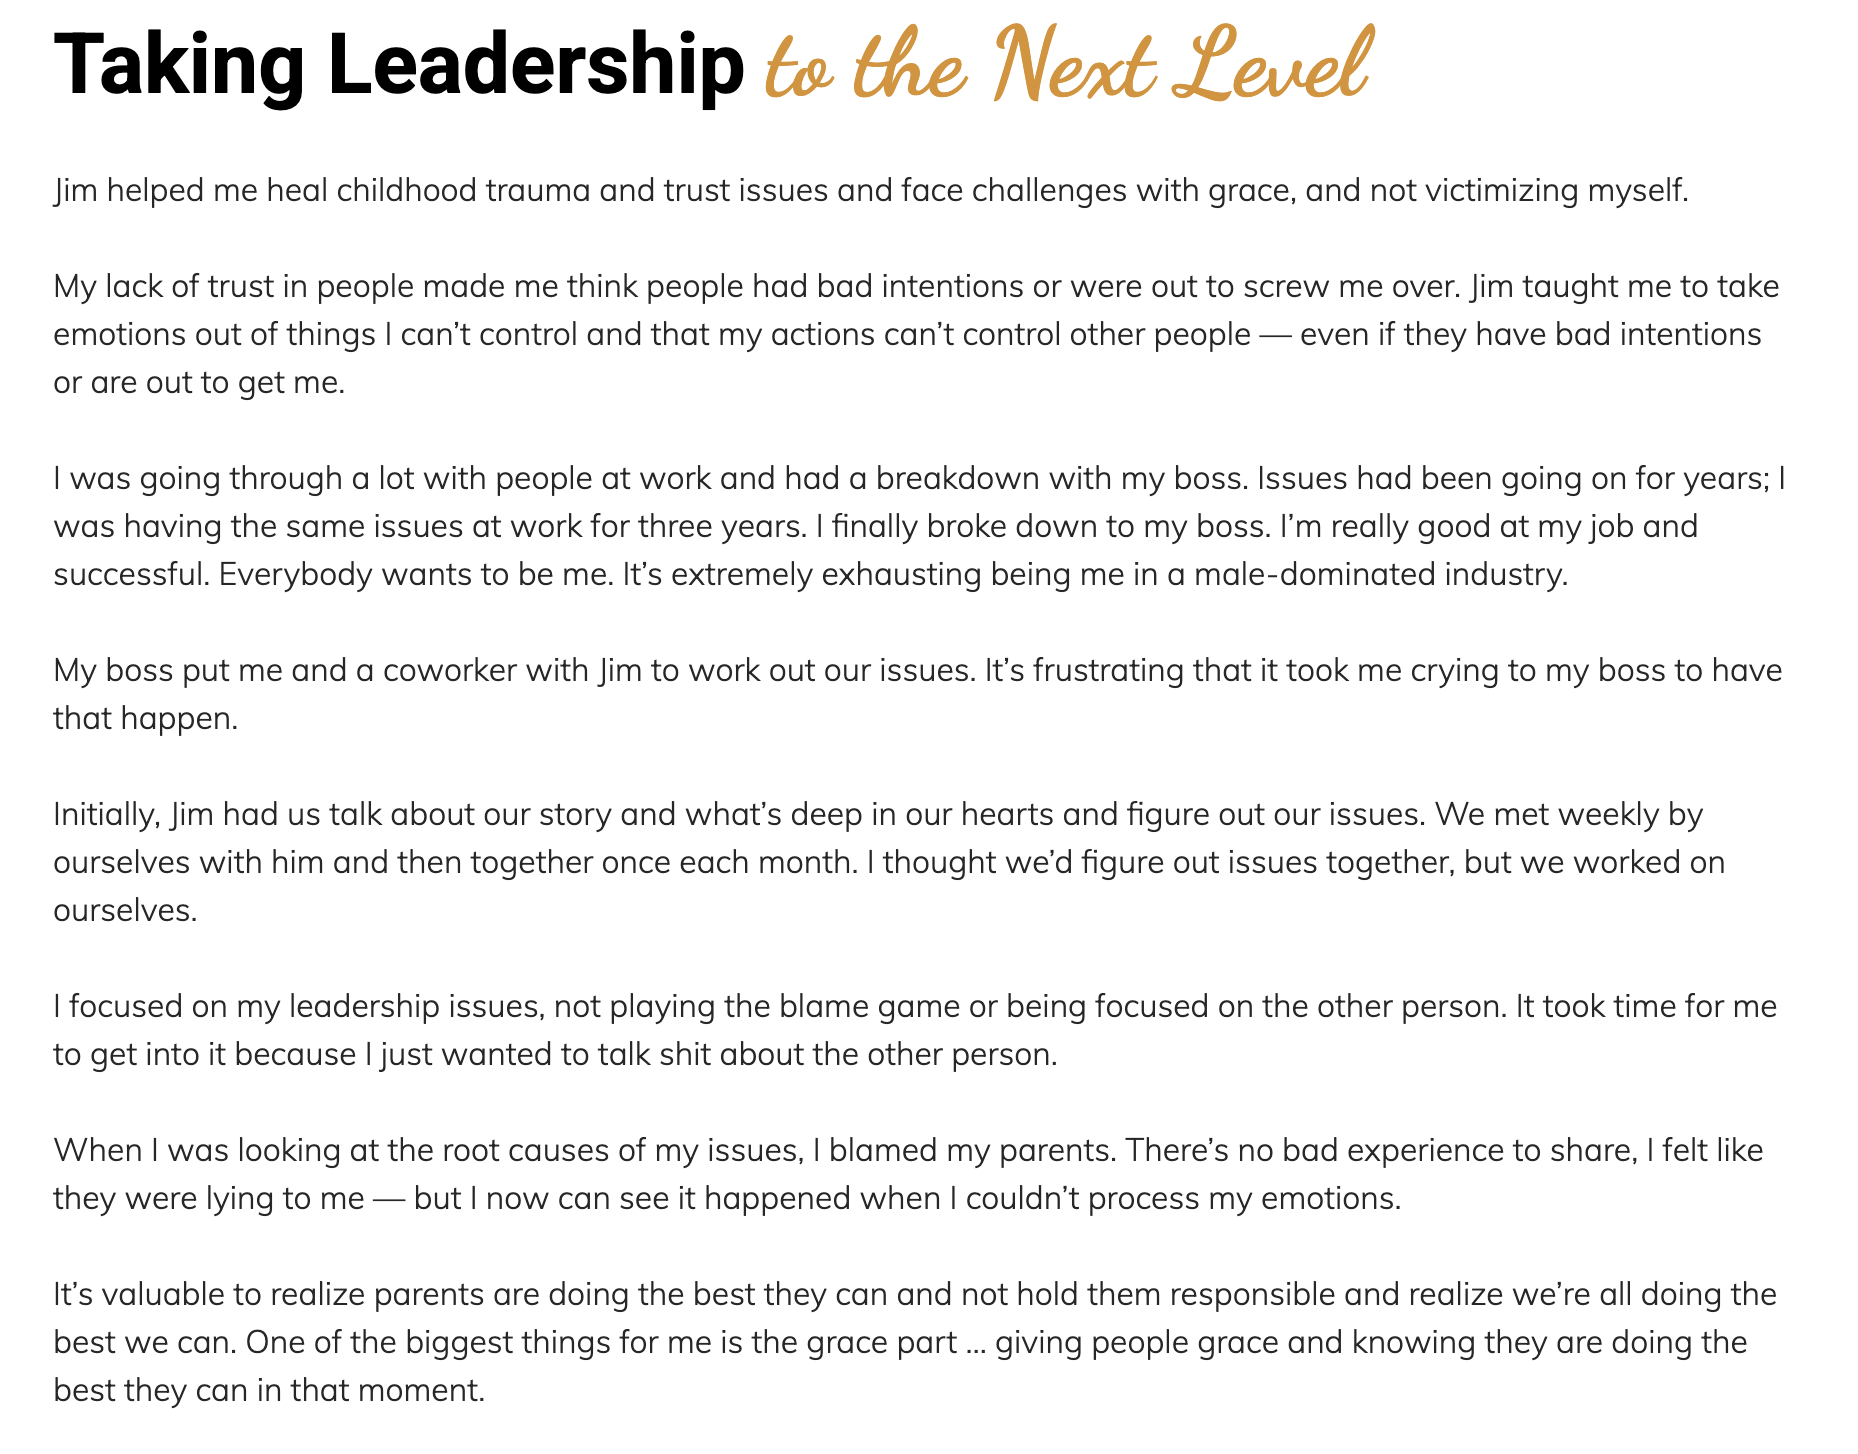 Taking Leadership to the Next Level
Jim helped me heal childhood trauma and trust issues and face challenges with grace, and not victimizing myself.
My lack of trust in people made me think people had bad intentions or were out to screw me over. Jim taught me to take
emotions out of things I can’t control and that my actions can’t control other people — even if they have bad intentions
or are out to get me.
I was going through a lot with people at work and had a breakdown with my boss. Issues had been going on for years; I
was having the same issues at work for three years. I finally broke down to my boss. I’m really good at my job and
successful. Everybody wants to be me. It’s extremely exhausting being me in a male-dominated industry.
My boss put me and a coworker with Jim to work out our issues. It’s frustrating that it took me crying to my boss to have
that happen.
Initially, Jim had us talk about our story and what’s deep in our hearts and figure out our issues. We met weekly by
ourselves with him and then together once each month. I thought we’d figure out issues together, but we worked on
ourselves.
I focused on my leadership issues, not playing the blame game or being focused on the other person. It took time for me
to get into it because I just wanted to talk shit about the other person.
When I was looking at the root causes of my issues, I blamed my parents. There’s no bad experience to share, I felt like
they were lying to me — but I now can see it happened when I couldn’t process my emotions.
It’s valuable to realize parents are doing the best they can and not hold them responsible and realize we’re all doing the
best we can. One of the biggest things for me is the grace part ... giving people grace and knowing they are doing the
best they can in that moment.